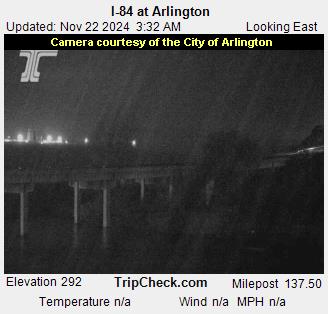 I-84 at Arlington
Updated: Nov 22 2024 3:32 AM Looking East
Camera courtesy of the City of Arlington
Elevation 292 TripCheck.com Milepost 137.50
Temperature n/a Wind n/a MPH n/a